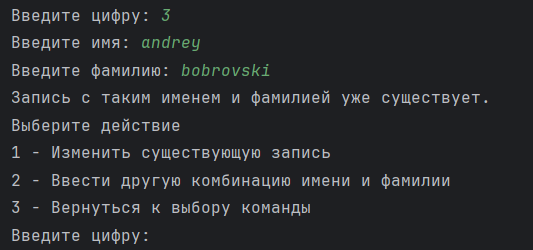 Введите цифру: 3
Введите имя: andrey
Введите фамилию: bobrovski
Запись с таким именем и фамилией уже существует.
Выберите действие
1 - Изменить существующую запись
2 - Ввести другую комбинацию имени и фамилии
3 - Вернуться к выбору команды
Введите цифру: